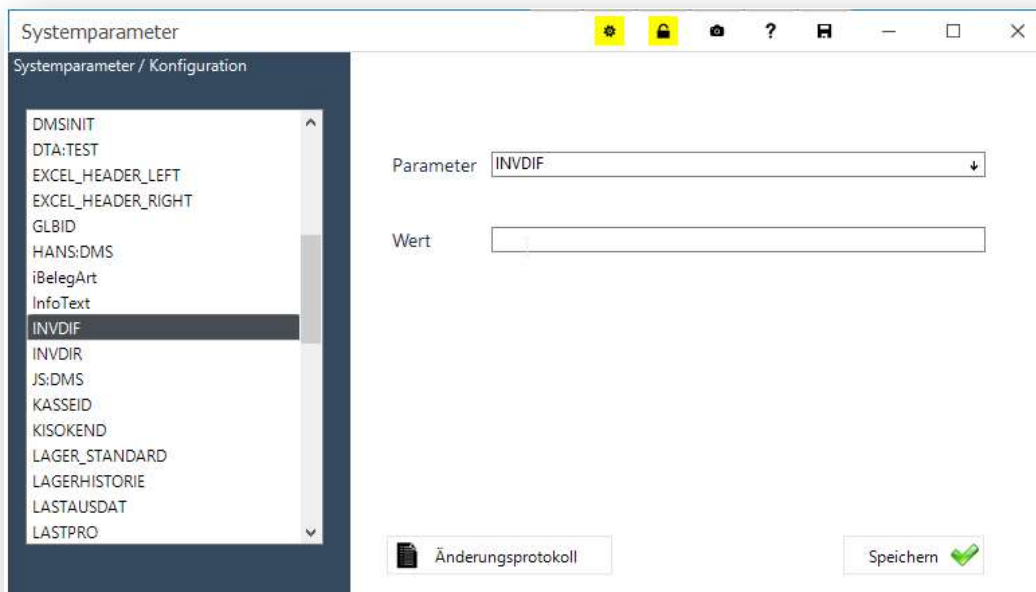 Systemparameter
?
Systemparameter / Konfiguration
DMSINIT
DTA:TEST
EXCEL_HEADER_LEFT
EXCEL_HEADER_RIGHT
GLBID
HANS:DMS
iBelegArt
InfoText
INVDIF
INVDIR
JS:DMS
KASSEID
KISOKEND
LAGER_STANDARD
LAGERHISTORIE
LASTAUSDAT
LASTPRO
Parameter INVDIF
Wert
Änderungsprotokoll
Speichern